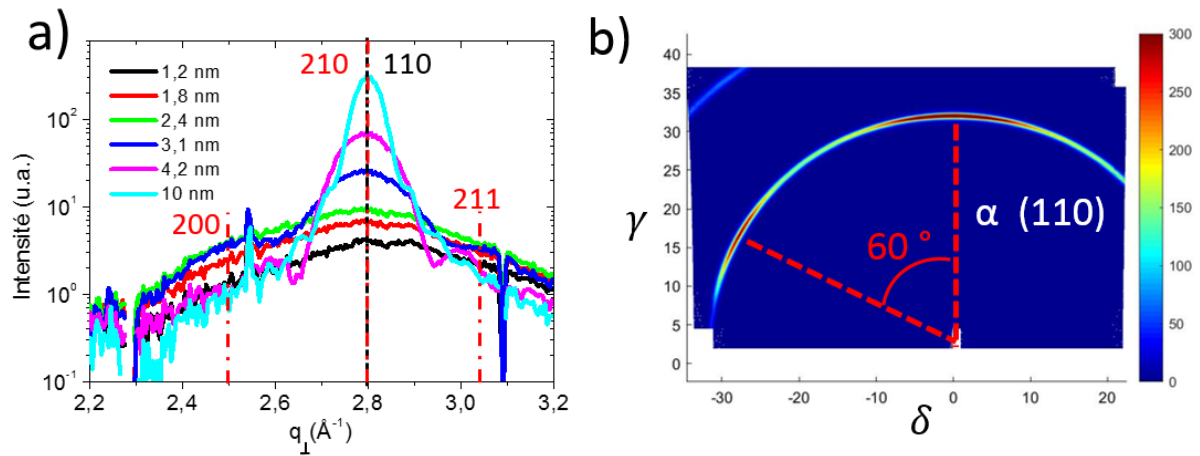 a)
Intensité (u.a.)
10²
10¹
10⁰
10⁻¹
1,2 nm
1,8 nm
2,4 nm
3,1 nm
4,2 nm
10 nm
210
110
200
211
2,2 2,4 2,6 2,8 3,0 3,2
q⊥(Å⁻¹)
b)
γ
40
35
30
25
20
15
10
5
0
60 °
α (110)
-30 -20 -10 0 10 20
δ
300
250
200
150
100
50
0